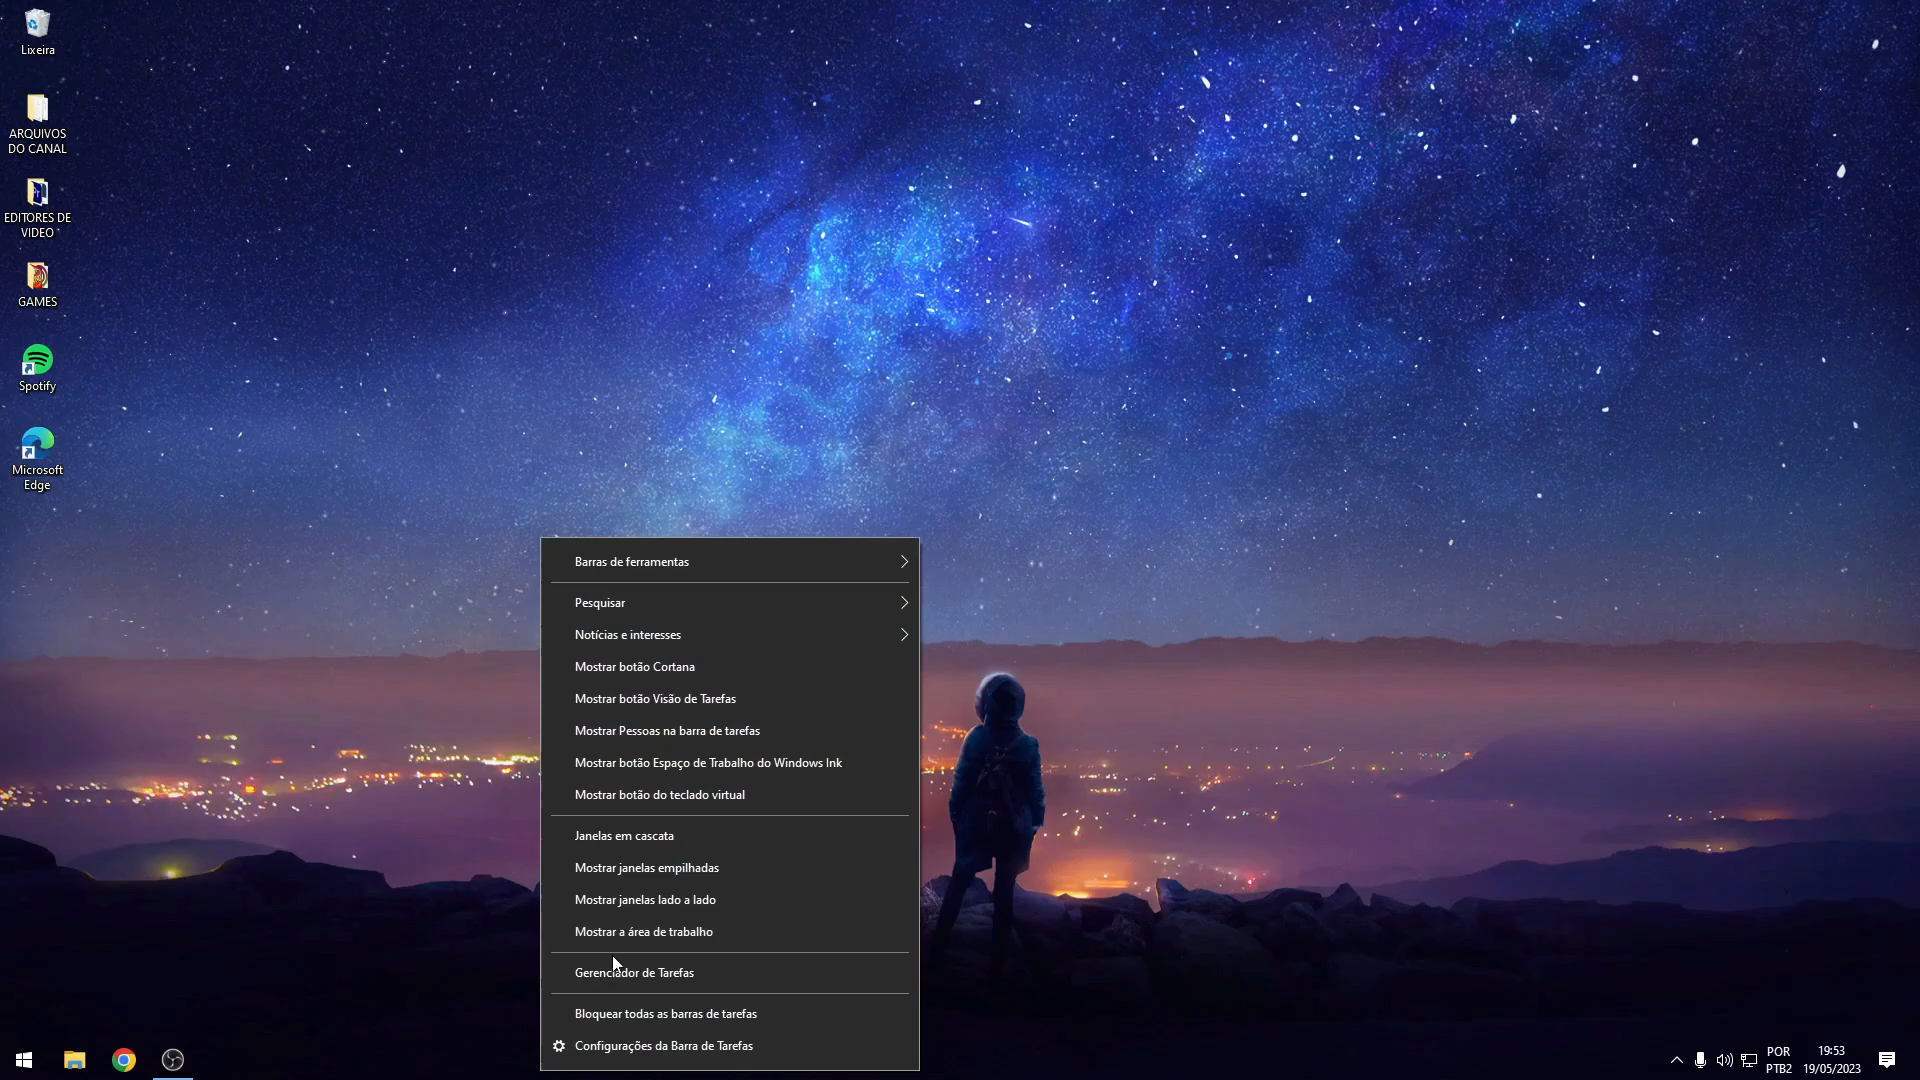 Lixeira
ARQUIVOS
DO CANAL
EDITORES DE
VIDEO
GAMES
Spotify
Microsoft
Edge
Barras de ferramentas
Pesquisar
Notícias e interesses
Mostrar botão Cortana
Mostrar botão Visão de Tarefas
Mostrar Pessoas na barra de tarefas
Mostrar botão Espaço de Trabalho do Windows Ink
Mostrar botão do teclado virtual
Janelas em cascata
Mostrar janelas empilhadas
Mostrar janelas lado a lado
Mostrar a área de trabalho
Gerenciador de Tarefas
Bloquear todas as barras de tarefas
Configurações da Barra de Tarefas
POR
PTB2
19:53
19/05/2023